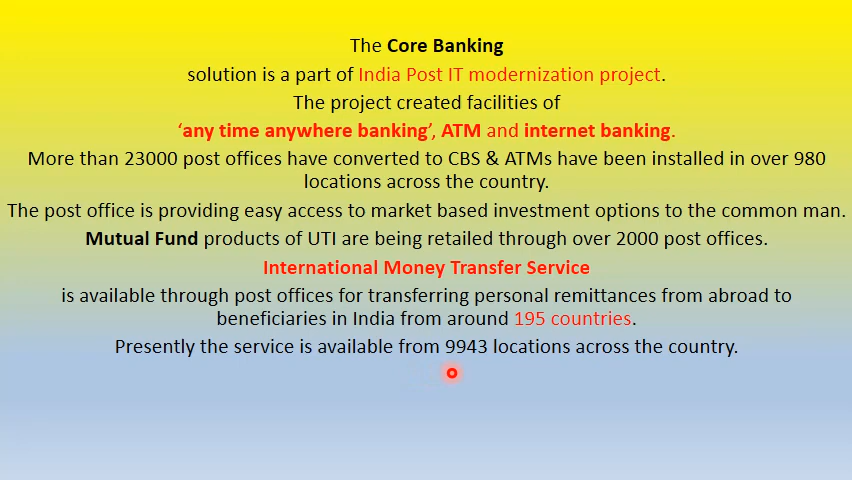 The Core Banking
solution is a part of India Post IT modernization project.
The project created facilities of
‘any time anywhere banking’, ATM and internet banking.
More than 23000 post offices have converted to CBS & ATMs have been installed in over 980
locations across the country.
The post office is providing easy access to market based investment options to the common man.
Mutual Fund products of UTI are being retailed through over 2000 post offices.
International Money Transfer Service
is available through post offices for transferring personal remittances from abroad to
beneficiaries in India from around 195 countries.
Presently the service is available from 9943 locations across the country.